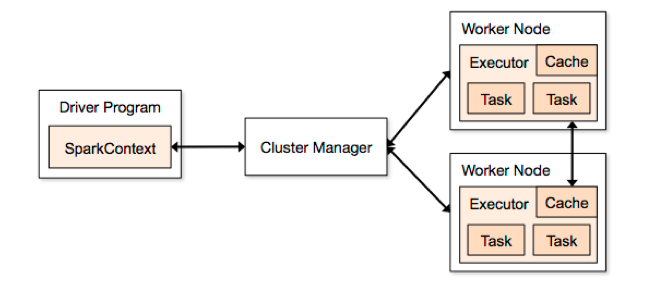 Driver Program
SparkContext
Cluster Manager
Worker Node
Executor
Cache
Task
Task
Worker Node
Executor
Cache
Task
Task